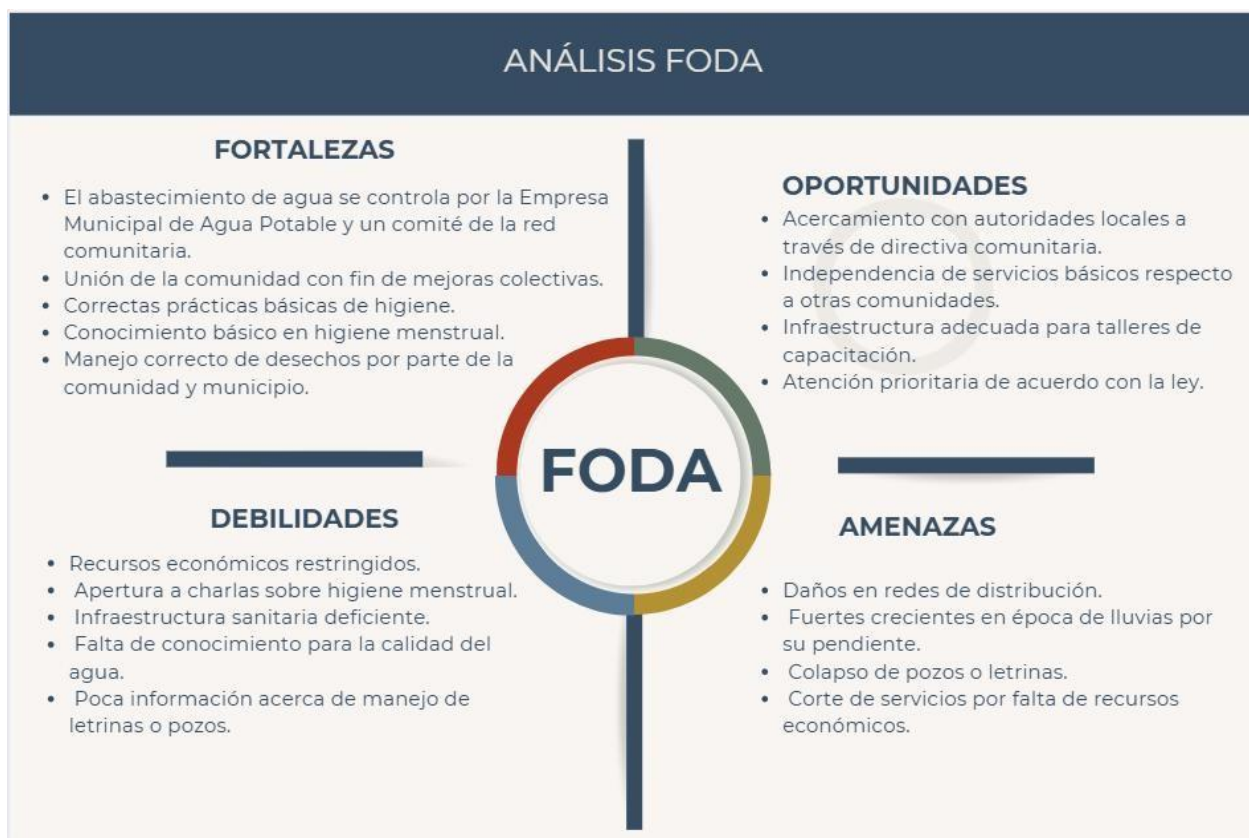 ANÁLISIS FODA
FORTALEZAS
• El abastecimiento de agua se controla por la Empresa
Municipal de Agua Potable y un comité de la red
comunitaria.
• Unión de la comunidad con fin de mejoras colectivas.
• Correctas prácticas básicas de higiene.
• Conocimiento básico en higiene menstrual.
• Manejo correcto de desechos por parte de la
comunidad y municipio.
OPORTUNIDADES
• Acercamiento con autoridades locales a
través de directiva comunitaria.
• Independencia de servicios básicos respecto
a otras comunidades.
• Infraestructura adecuada para talleres de
capacitación.
• Atención prioritaria de acuerdo con la ley.
FODA
DEBILIDADES
• Recursos económicos restringidos.
• Apertura a charlas sobre higiene menstrual.
• Infraestructura sanitaria deficiente.
• Falta de conocimiento para la calidad del
agua.
• Poca información acerca de manejo de
letrinas o pozos.
AMENAZAS
• Daños en redes de distribución.
• Fuertes crecientes en época de lluvias por
su pendiente.
• Colapso de pozos o letrinas.
• Corte de servicios por falta de recursos
económicos.